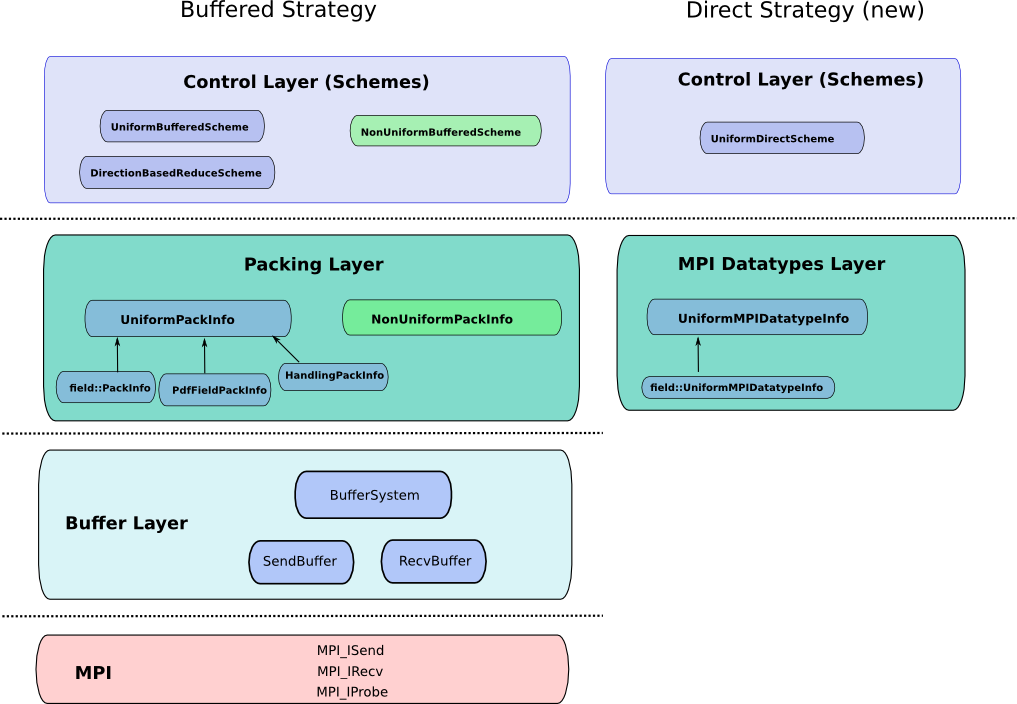 Buffered Strategy
Direct Strategy (new)
Control Layer (Schemes)
UniformBufferedScheme
NonUniformBufferedScheme
DirectionBasedReduceScheme
Control Layer (Schemes)
UniformDirectScheme
Packing Layer
UniformPackInfo
NonUniformPackInfo
field::PackInfo
PdfFieldPackInfo
HandlingPackInfo
MPI Datatypes Layer
UniformMPIDatatypeInfo
field::UniformMPIDatatypeInfo
Buffer Layer
BufferSystem
SendBuffer
RecvBuffer
MPI
MPI_ISend
MPI_IRecv
MPI_IProbe